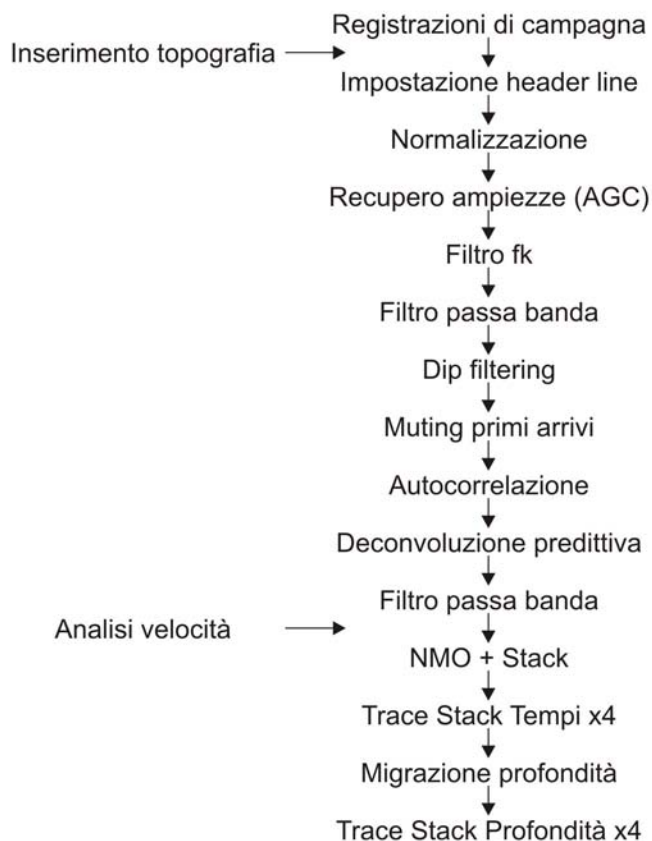 Registrazioni di campagna
Inserimento topografia
Impostazione header line
Normalizzazione
Recupero ampiezze (AGC)
Filtro fk
Filtro passa banda
Dip filtering
Muting primi arrivi
Autocorrelazione
Deconvoluzione predittiva
Filtro passa banda
Analisi velocità
NMO + Stack
Trace Stack Tempi x4
Migrazione profondità
Trace Stack Profondità x4